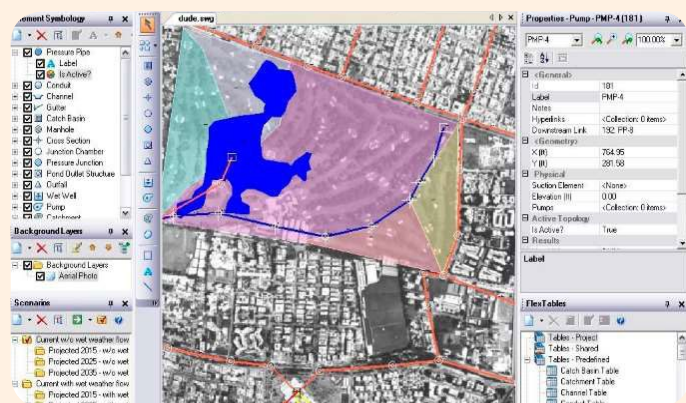 Element Symbology
Pressure Pipe
Label
Is Active?
Conduit
Channel
Gutter
Catch Basin
Manhole
Cross Section
Junction Chamber
Pressure Junction
Pond Outlet Structure
Outfall
Wet Well
Pump
Catchment
Background Layers
Background Layers
Aerial Photo
Scenarios
Current w/o wet weather flow
Projected 2015 - w/o wet
Projected 2025 - w/o wet
Projected 2035 - w/o wet
Current with wet weather flow
Projected 2015 - with wet
dude.swg
Properties - Pump - PMP-4 (181)
PMP-4
100.00%
<General>
Id 181
Label PMP-4
Notes
Hyperlinks <Collection: 0 items>
Downstream Link 192: PP-8
<Geometry>
X (ft) 764.95
Y (ft) 281.58
Physical
Suction Element <None>
Elevation (ft) 0.00
Pumps <Collection: 0 items>
Active Topology
Is Active? True
Results
Label
FlexTables
Tables - Project
Tables - Shared
Tables - Predefined
Catch Basin Table
Catchment Table
Channel Table
Conduit Table